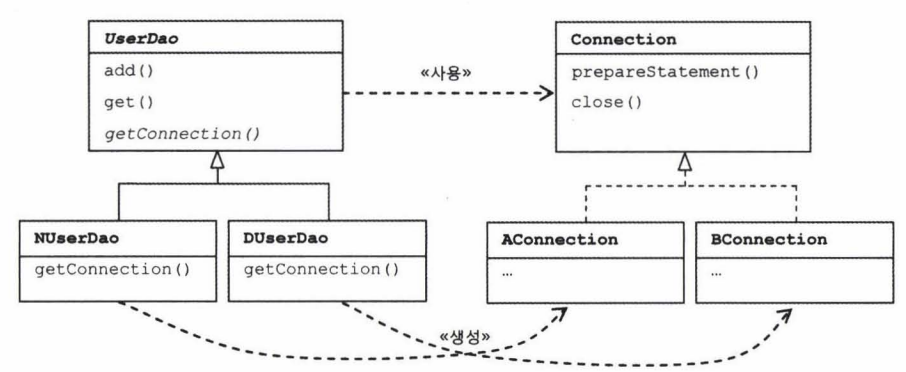 UserDao
add()
get()
getConnection()
«사용»
Connection
prepareStatement()
close()
NUserDao
getConnection()
DUserDao
getConnection()
AConnection
...
BConnection
...
«생성»